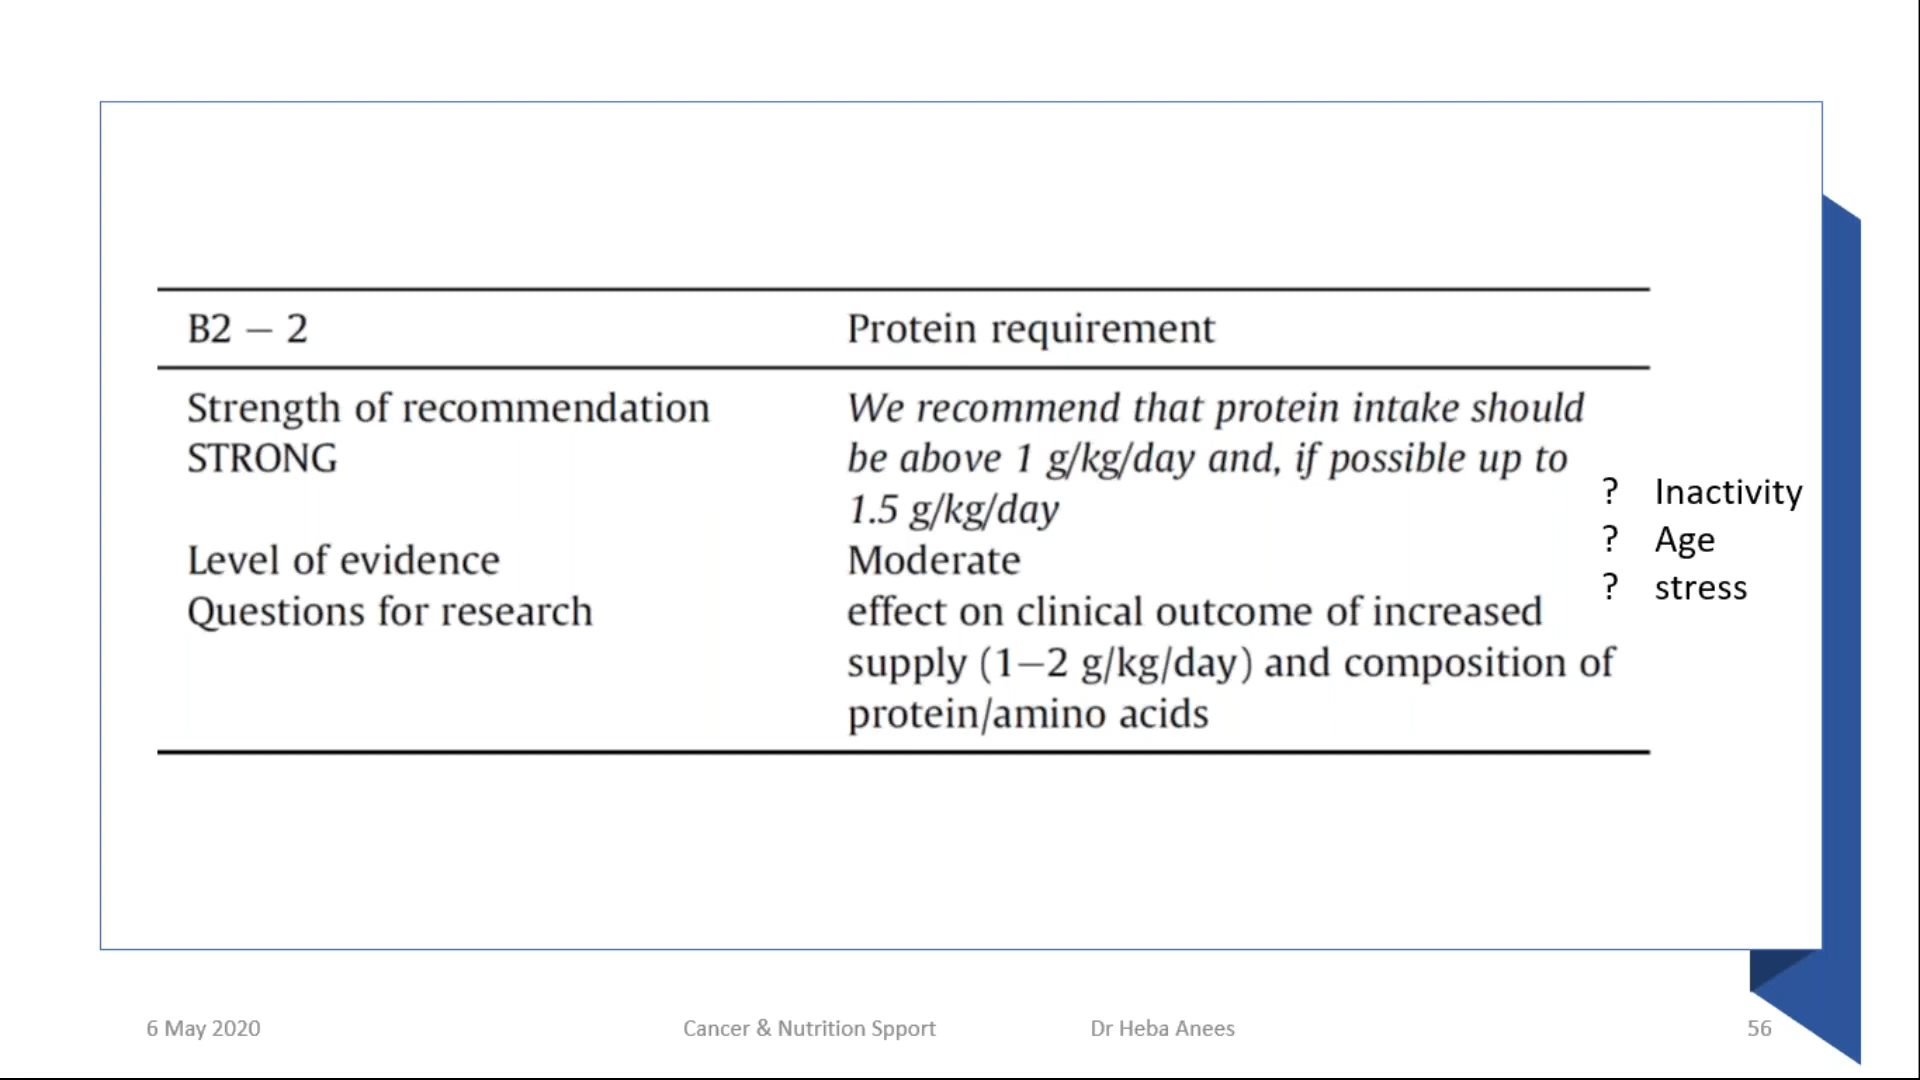 B2 – 2
Protein requirement
Strength of recommendation
STRONG
We recommend that protein intake should
be above 1 g/kg/day and, if possible up to
1.5 g/kg/day
Level of evidence
Moderate
Questions for research
effect on clinical outcome of increased
supply (1–2 g/kg/day) and composition of
protein/amino acids
? Inactivity
? Age
? stress
6 May 2020
Cancer & Nutrition Spport
Dr Heba Anees
56